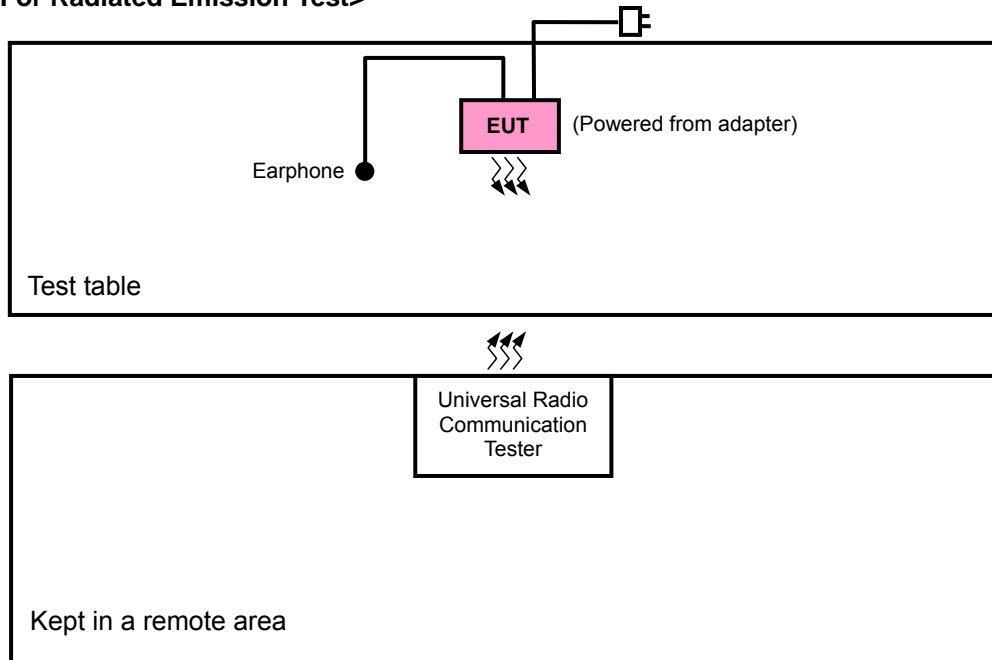 For Radiated Emission Test>
EUT
(Powered from adapter)
Earphone
Test table
Universal Radio
Communication
Tester
Kept in a remote area